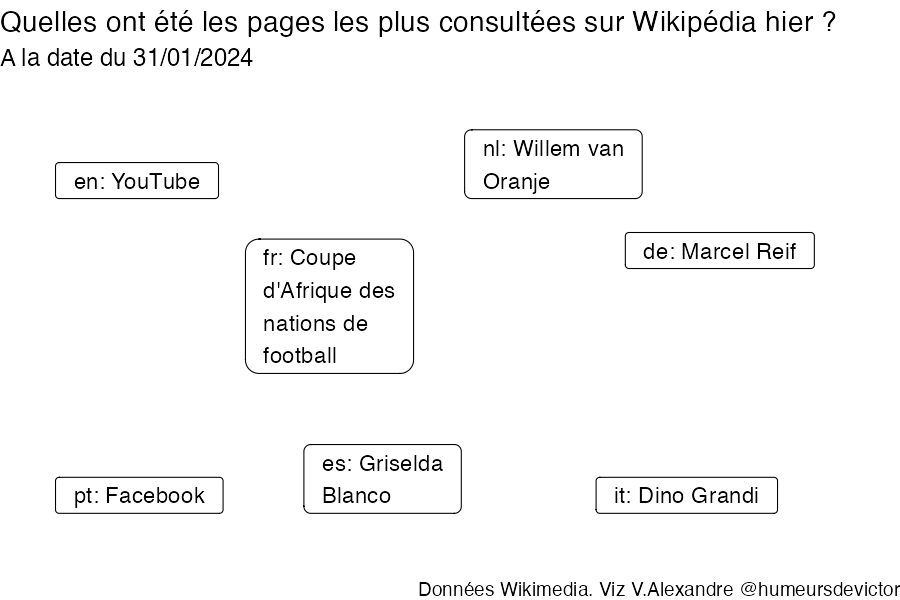 Quelles ont été les pages les plus consultées sur Wikipédia hier ?
A la date du 31/01/2024
en: YouTube
nl: Willem van
Oranje
de: Marcel Reif
fr: Coupe
d'Afrique des
nations de
football
es: Griselda
Blanco
pt: Facebook
it: Dino Grandi
Données Wikimedia. Viz V.Alexandre @humeursdevictor